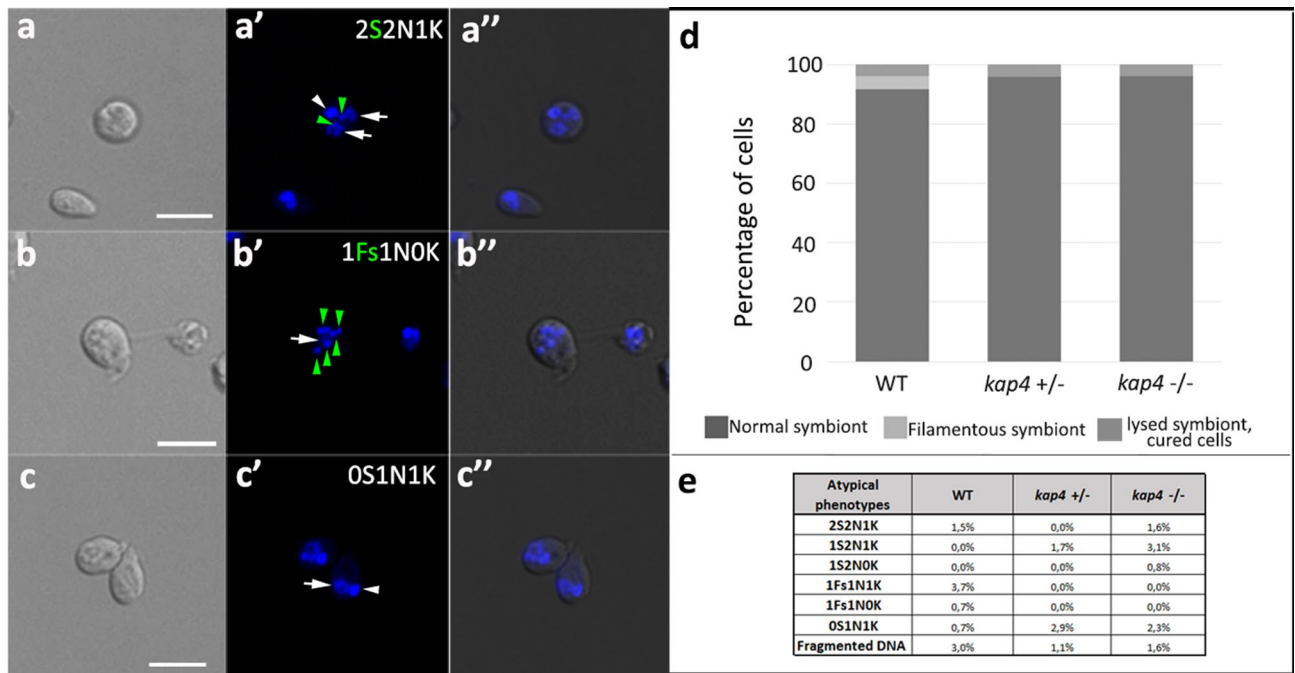 a
a’
2S2N1K
a’’
b
b’
1Fs1N0K
b’’
c
c’
0S1N1K
c’’
d
Percentage of cells
100
80
60
40
20
0
WT
kap4 +/-
kap4 -/-
Normal symbiont
Filamentous symbiont
lysed symbiont,
cured cells
e
Atypical phenotypes WT kap4 +/- kap4 -/-
2S2N1K 1,5% 0,0% 1,6%
1S2N1K 0,0% 1,7% 3,1%
1S2N0K 0,0% 0,0% 0,8%
1Fs1N1K 3,7% 0,0% 0,0%
1Fs1N0K 0,7% 0,0% 0,0%
0S1N1K 0,7% 2,9% 2,3%
Fragmented DNA 3,0% 1,1% 1,6%